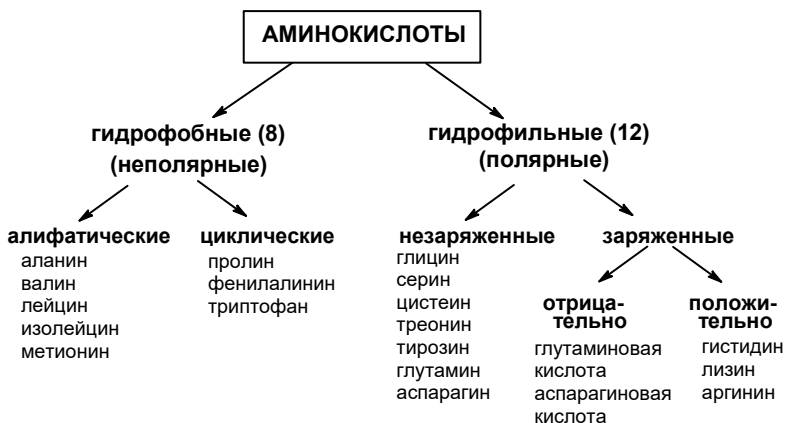 АМИНОКИСЛОТЫ
гидрофобные (8)
(неполярные)
гидрофильные (12)
(полярные)
алифатические
аланин
валин
лейцин
изолейцин
метионин
циклические
пролин
фенилалинин
триптофан
незаряженные
глицин
серин
цистеин
треонин
тирозин
глутамин
аспарагин
заряженные
отрица-
тельно
глутаминовая
кислота
аспарагиновая
кислота
положи-
тельно
гистидин
лизин
аргинин